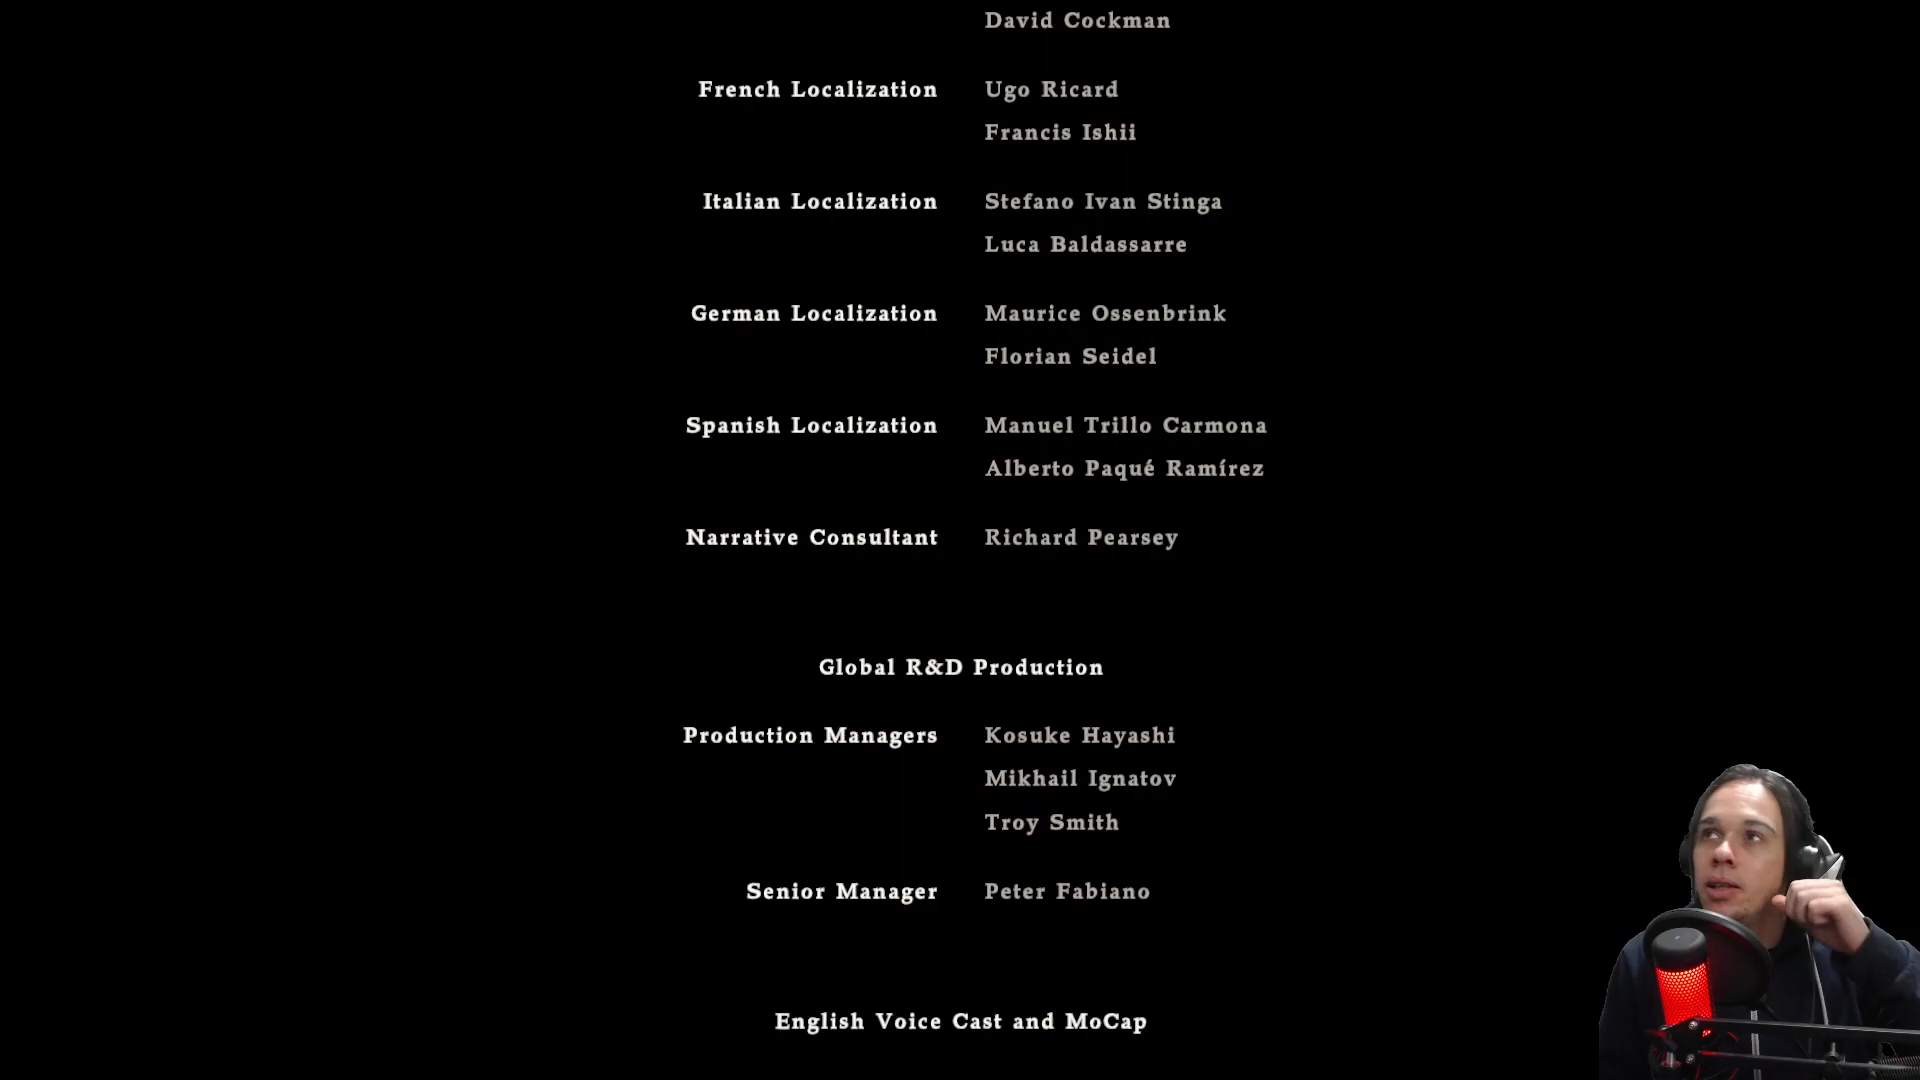 David Cockman
French Localization Ugo Ricard
Francis Ishii
Italian Localization Stefano Ivan Stinga
Luca Baldassarre
German Localization Maurice Ossenbrink
Florian Seidel
Spanish Localization Manuel Trillo Carmona
Alberto Paqué Ramírez
Narrative Consultant Richard Pearsey
Global R&D Production
Production Managers Kosuke Hayashi
Mikhail Ignatov
Troy Smith
Senior Manager Peter Fabiano
English Voice Cast and MoCap